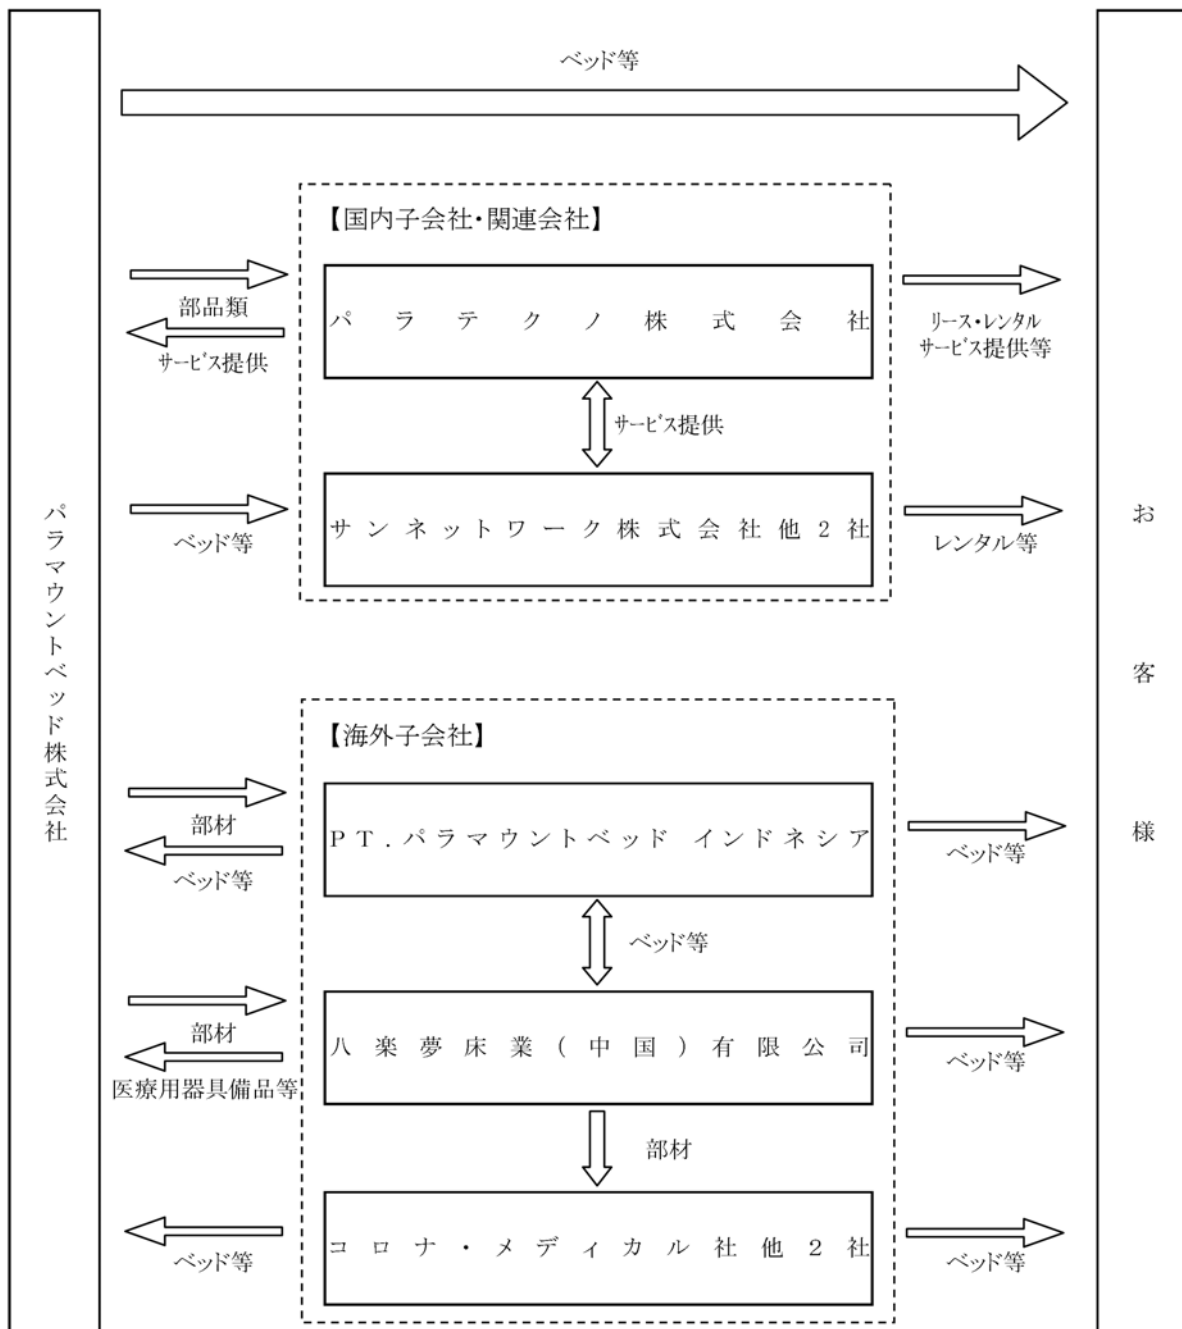 ベッド等
【国内子会社・関連会社】
部品類
パラテクノ株式会社
リース・レンタル
サービス提供等
サービス提供
サービス提供
ベッド等
サンネットワーク株式会社他2社
レンタル等
パラマウントベッド株式会社
お客様
【海外子会社】
部材
PT.パラマウントベッド インドネシア
ベッド等
ベッド等
ベッド等
部材
八楽夢床業(中国)有限公司
ベッド等
医療用器具備品等
部材
コロナ・メディカル社他2社
ベッド等
ベッド等